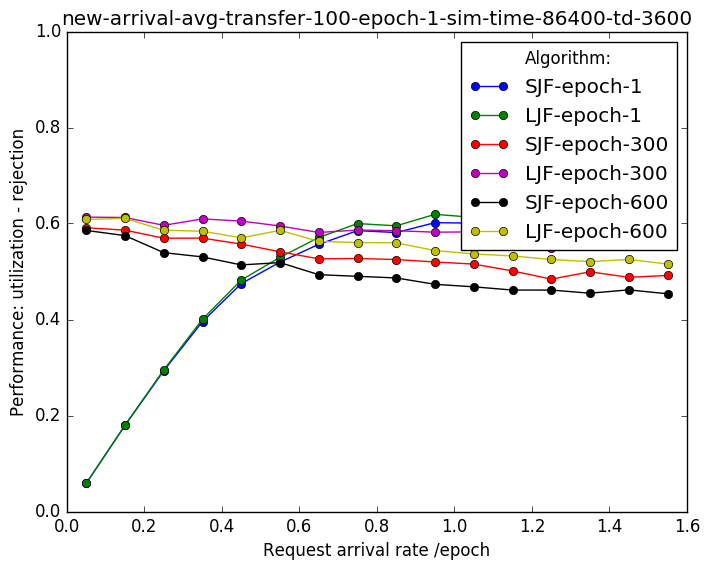 new-arrival-avg-transfer-100-epoch-1-sim-time-86400-td-3600
1.0
0.8
0.6
0.4
0.2
0.0
Performance: utilization - rejection
Algorithm:
SJF-epoch-1
LJF-epoch-1
SJF-epoch-300
LJF-epoch-300
SJF-epoch-600
LJF-epoch-600
0.0 0.2 0.4 0.6 0.8 1.0 1.2 1.4 1.6
Request arrival rate /epoch